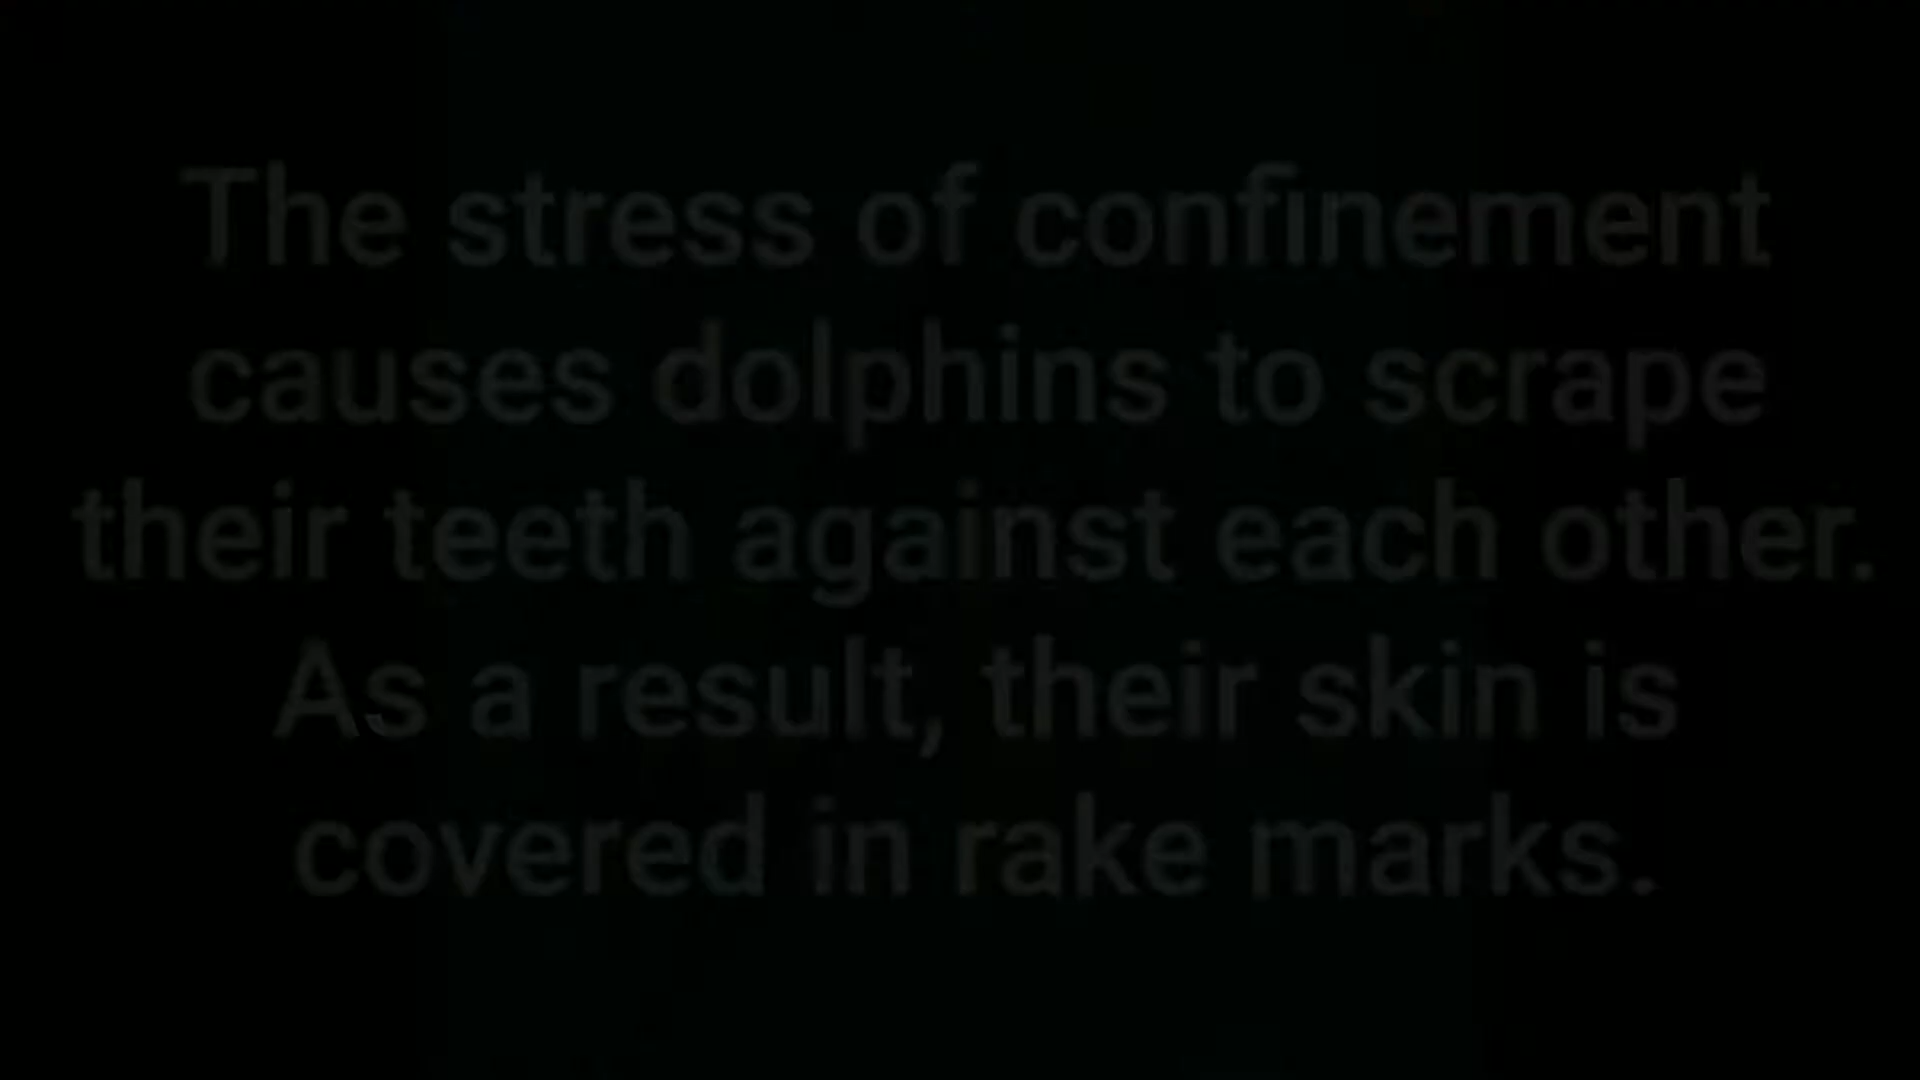 The stress of confinement
causes dolphins to scrape
their teeth against each other.
As a result, their skin is
covered in rake marks.